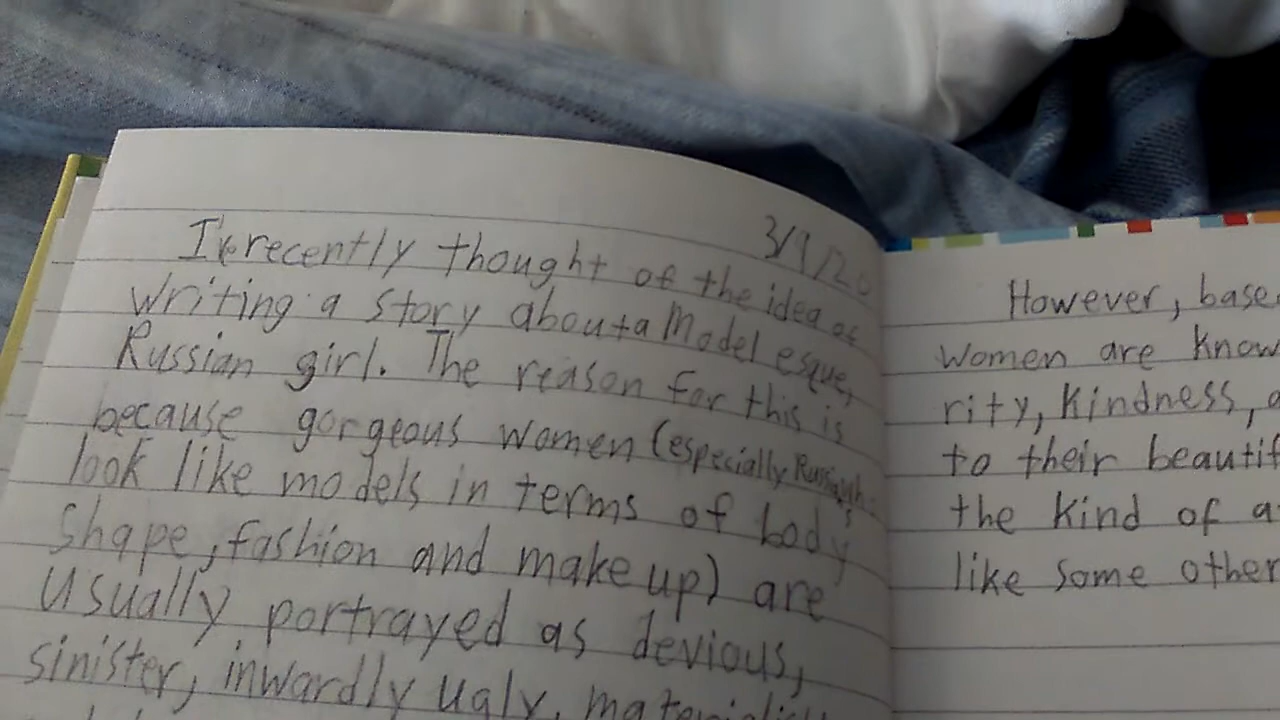 3/1/20
I recently thought of the idea of
writing a story about a Model esque,
Russian girl. The reason for this is
because gorgeous women (especially Russians
look like models in terms of body
shape, fashion and make up) are
usually portrayed as devious,
sinister, inwardly ugly,
However, base
women are know
rity, kindness,
to their beautif
the kind of a
like some other